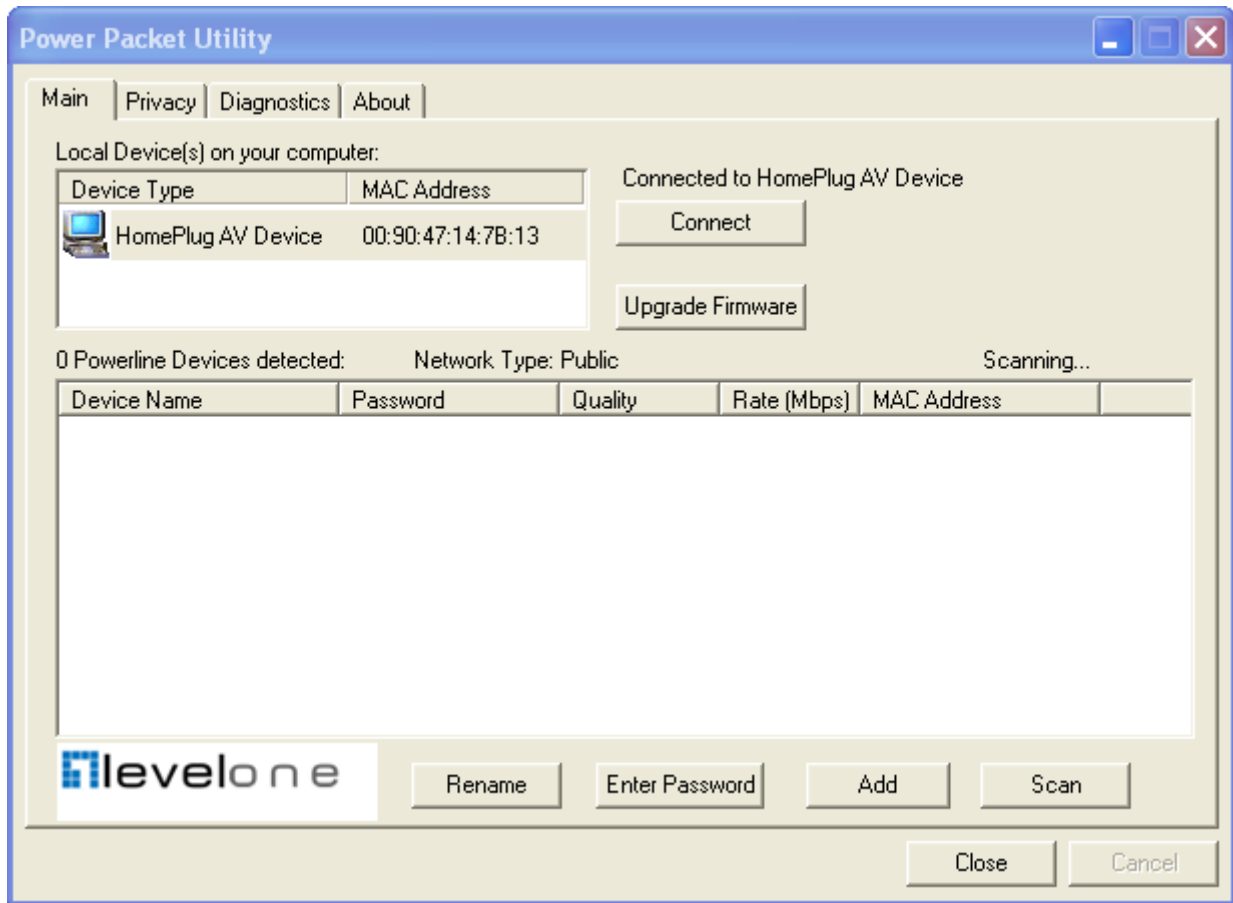 Power Packet Utility
Main Privacy Diagnostics About
Local Device(s) on your computer:
Device Type MAC Address
HomePlug AV Device 00:90:47:14:7B:13
Connected to HomePlug AV Device
Connect
Upgrade Firmware
0 Powerline Devices detected: Network Type: Public Scanning...
Device Name Password Quality Rate (Mbps) MAC Address
levelone
Rename Enter Password Add Scan
Close Cancel